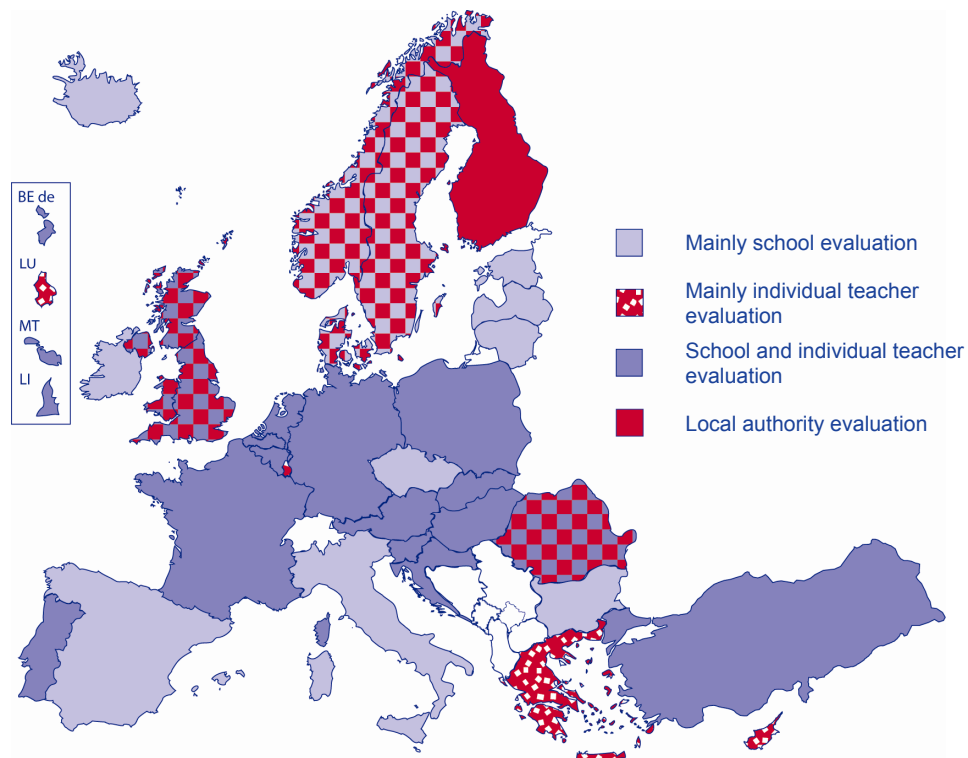 BE de
LU
MT
LI
Mainly school evaluation
Mainly individual teacher
evaluation
School and individual teacher
evaluation
Local authority evaluation